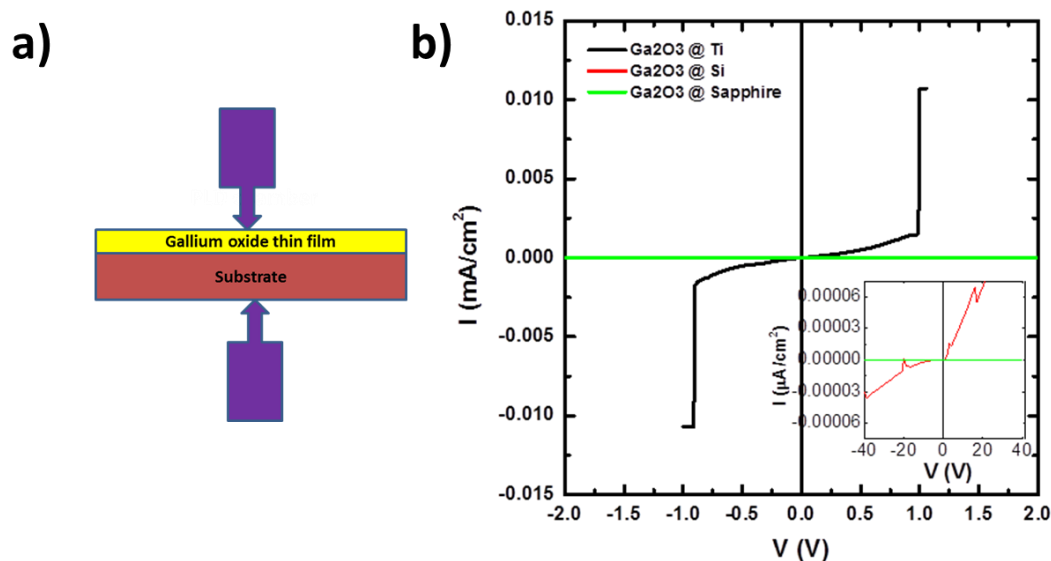 a)
Gallium oxide thin film
Substrate
b)
Ga2O3 @ Ti
Ga2O3 @ Si
Ga2O3 @ Sapphire
I (mA/cm²)
0.015
0.010
0.005
0.000
-0.005
-0.010
-0.015
-2.0 -1.5 -1.0 -0.5 0.0 0.5 1.0 1.5 2.0
V (V)
I (µA/cm²)
0.00006
0.00003
0.00000
-0.00003
-0.00006
-40 -20 0 20 40
V (V)